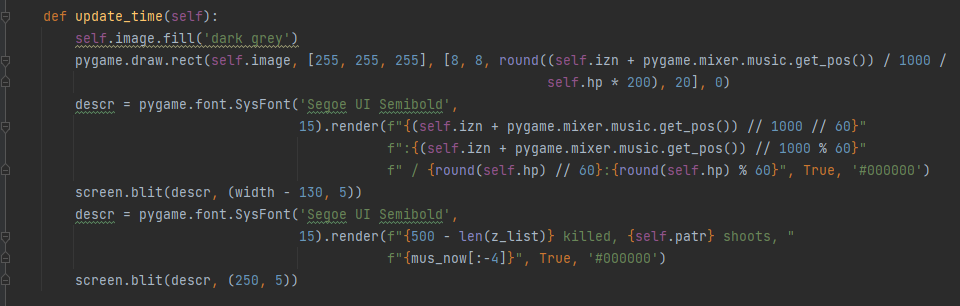 def update_time(self):
    self.image.fill('dark grey')
    pygame.draw.rect(self.image, [255, 255, 255], [8, 8, round((self.izn + pygame.mixer.music.get_pos()) / 1000 /
                                                               self.hp * 200), 20], 0)
    descr = pygame.font.SysFont('Segoe UI Semibold',
                                15).render(f"{(self.izn + pygame.mixer.music.get_pos()) // 1000 // 60}"
                                           f":{(self.izn + pygame.mixer.music.get_pos()) // 1000 % 60}"
                                           f" / {round(self.hp) // 60}:{round(self.hp) % 60}", True, '#000000')
    screen.blit(descr, (width - 130, 5))
    descr = pygame.font.SysFont('Segoe UI Semibold',
                                15).render(f"{500 - len(z_list)} killed, {self.patr} shoots, "
                                           f"{mus_now[:-4]}", True, '#000000')
    screen.blit(descr, (250, 5))